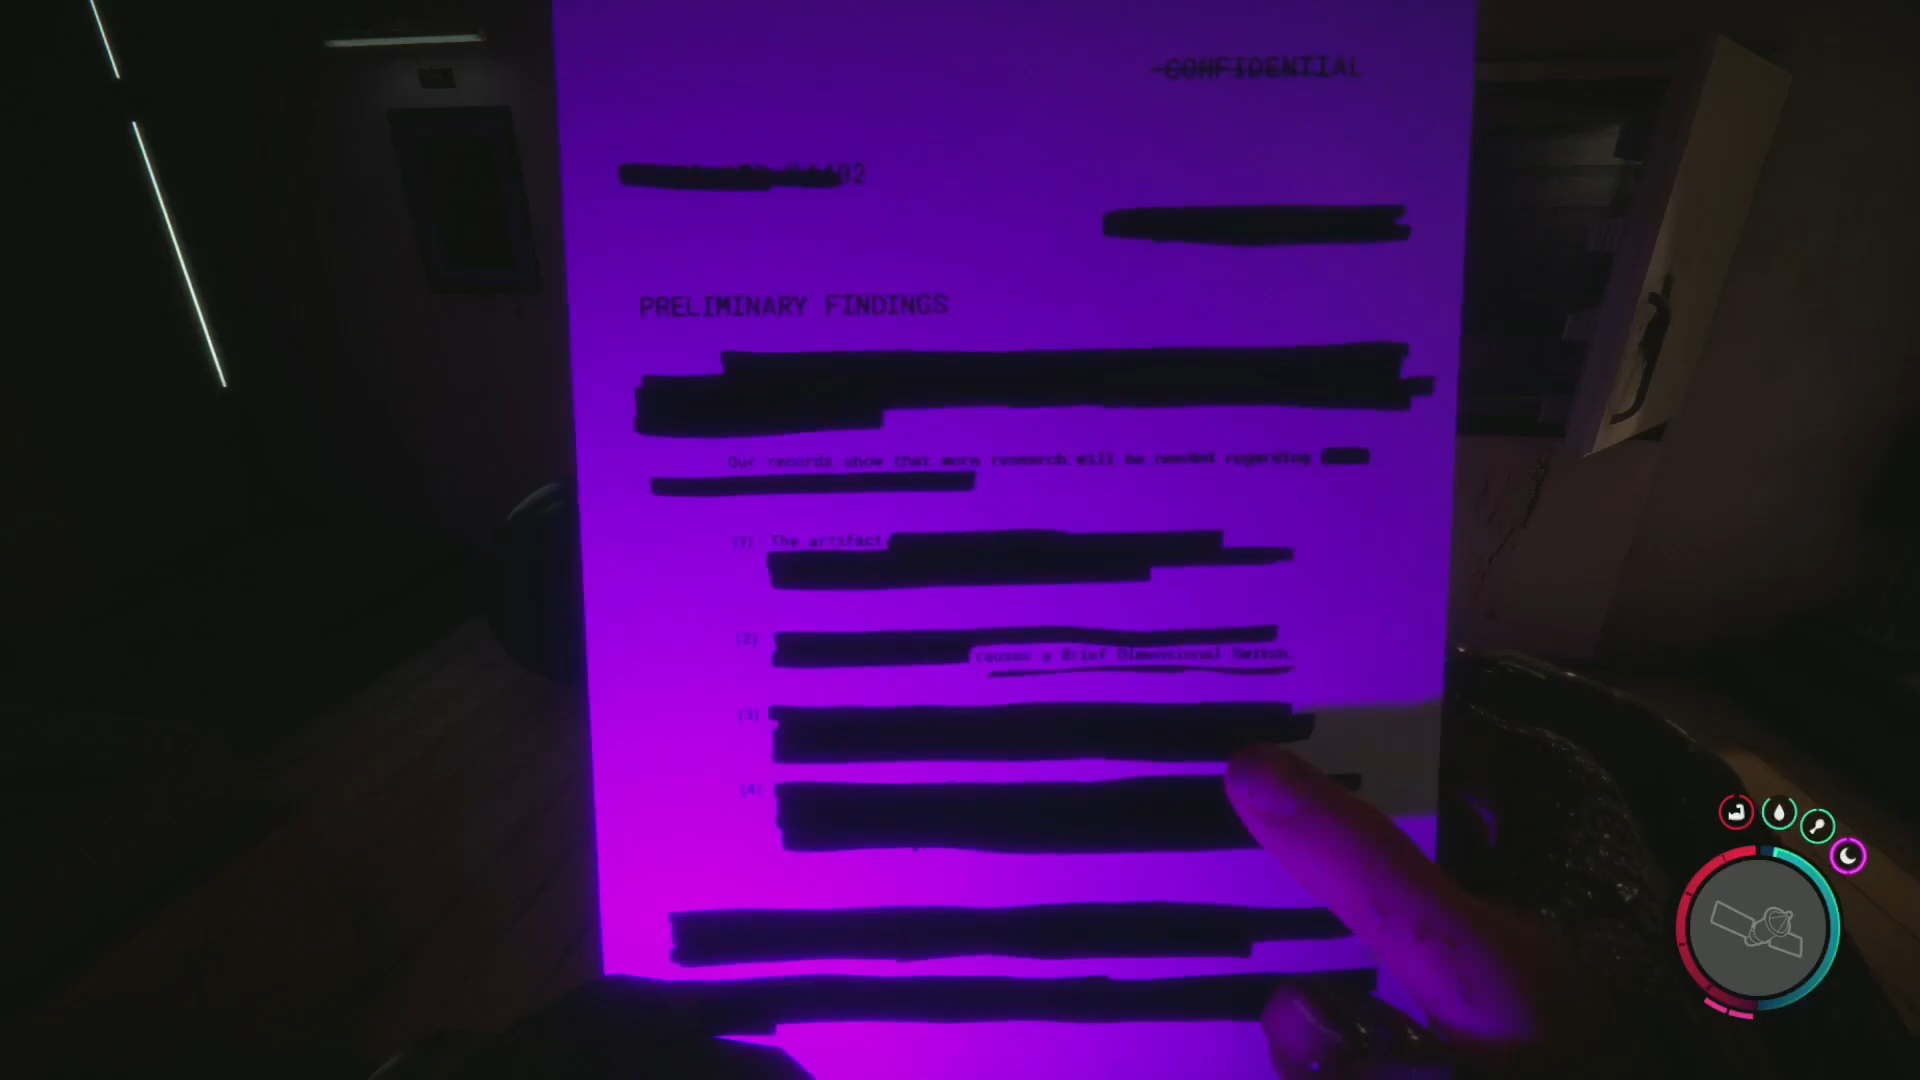 CONFIDENTIAL
PRELIMINARY FINDINGS
Our records show that more research will be needed regarding
(1) The artifact
(2)
causes a Brief Dimensional Switch.
(3)
(4)